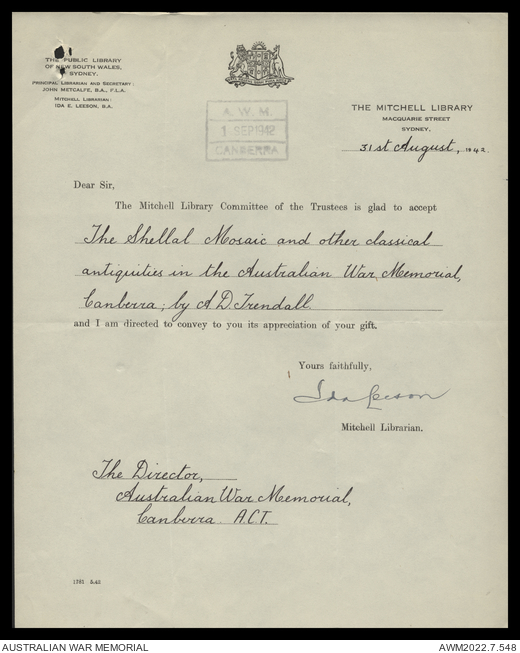 THE PUBLIC LIBRARY
OF NEW SOUTH WALES,
SYDNEY.
PRINCIPAL LIBRARIAN AND SECRETARY:
JOHN METCALFE, B.A., F.L.A.
MITCHELL LIBRARIAN:
IDA E. LEESON, B.A.
A. W. M.
1 SEP 1942
CANBERRA
THE MITCHELL LIBRARY
MACQUARIE STREET
SYDNEY,
31st August, 1942.
Dear Sir,
The Mitchell Library Committee of the Trustees is glad to accept
The Shellal Mosaic and other classical
antiquities in the Australian War Memorial,
Canberra; by A.D. Trendall.
and I am directed to convey to you its appreciation of your gift.
Yours faithfully,
Ida Leeson
Mitchell Librarian.
The Director,
Australian War Memorial,
Canberra. A.C.T.
AUSTRALIAN WAR MEMORIAL
AWM2022.7.548